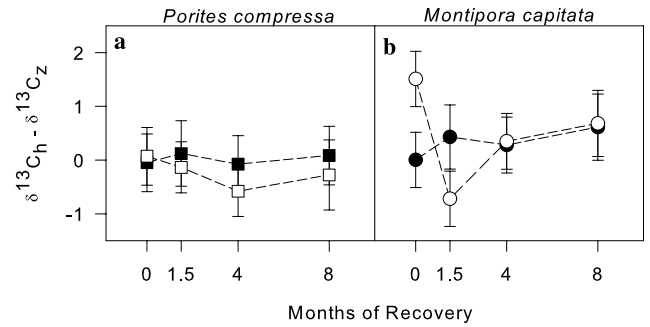 Porites compressa
Montipora capitata
a
b
δ13Ch - δ13Cz
2
1
0
-1
0 1.5 4 8
0 1.5 4 8
Months of Recovery